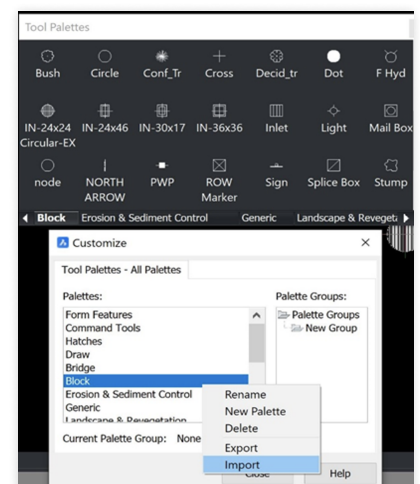 Tool Palettes
Bush Circle Conf_Tr Cross Decid_tr Dot F Hyd
IN-24x24 IN-24x46 IN-30x17 IN-36x36 Inlet Light Mail Box
Circular-EX
node NORTH PWP ROW Sign Splice Box Stump
ARROW Marker
Block Erosion & Sediment Control Generic Landscape &
Customize
Tool Palettes - All Palettes
Palettes: Palette Groups:
Form Features Palette Groups
Command Tools New Group
Hatches
Draw
Bridge
Block
Erosion & Sediment Control Rename
Generic New Palette
Landscape & Revegetation Delete
Current Palette Group: None Export
Import
Close Help